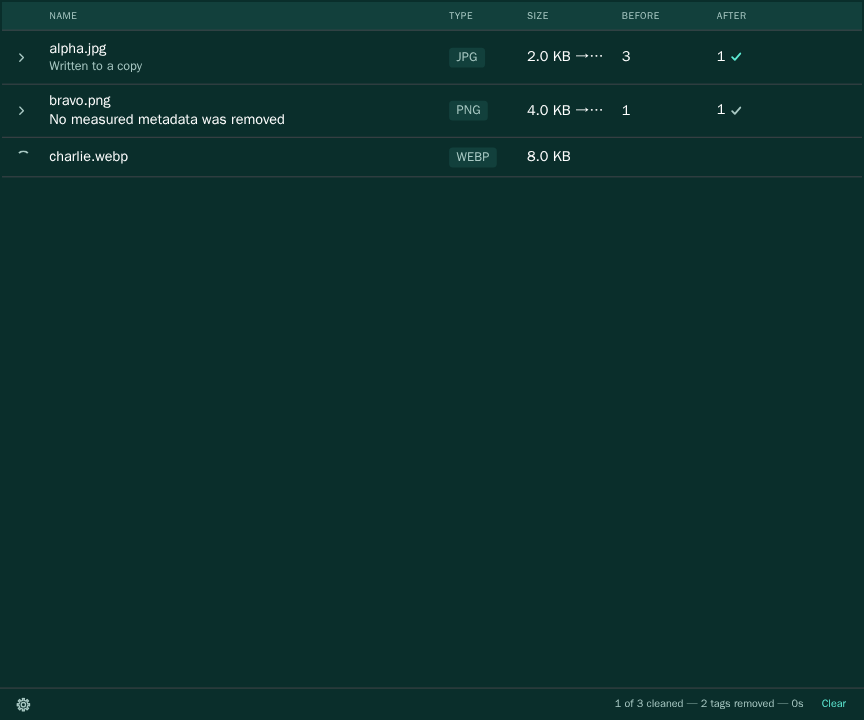 NAME TYPE SIZE BEFORE AFTER
alpha.jpg JPG 2.0 KB →⋯ 3 1
Written to a copy
bravo.png PNG 4.0 KB →⋯ 1 1
No measured metadata was removed
charlie.webp WEBP 8.0 KB
1 of 3 cleaned — 2 tags removed — 0s Clear